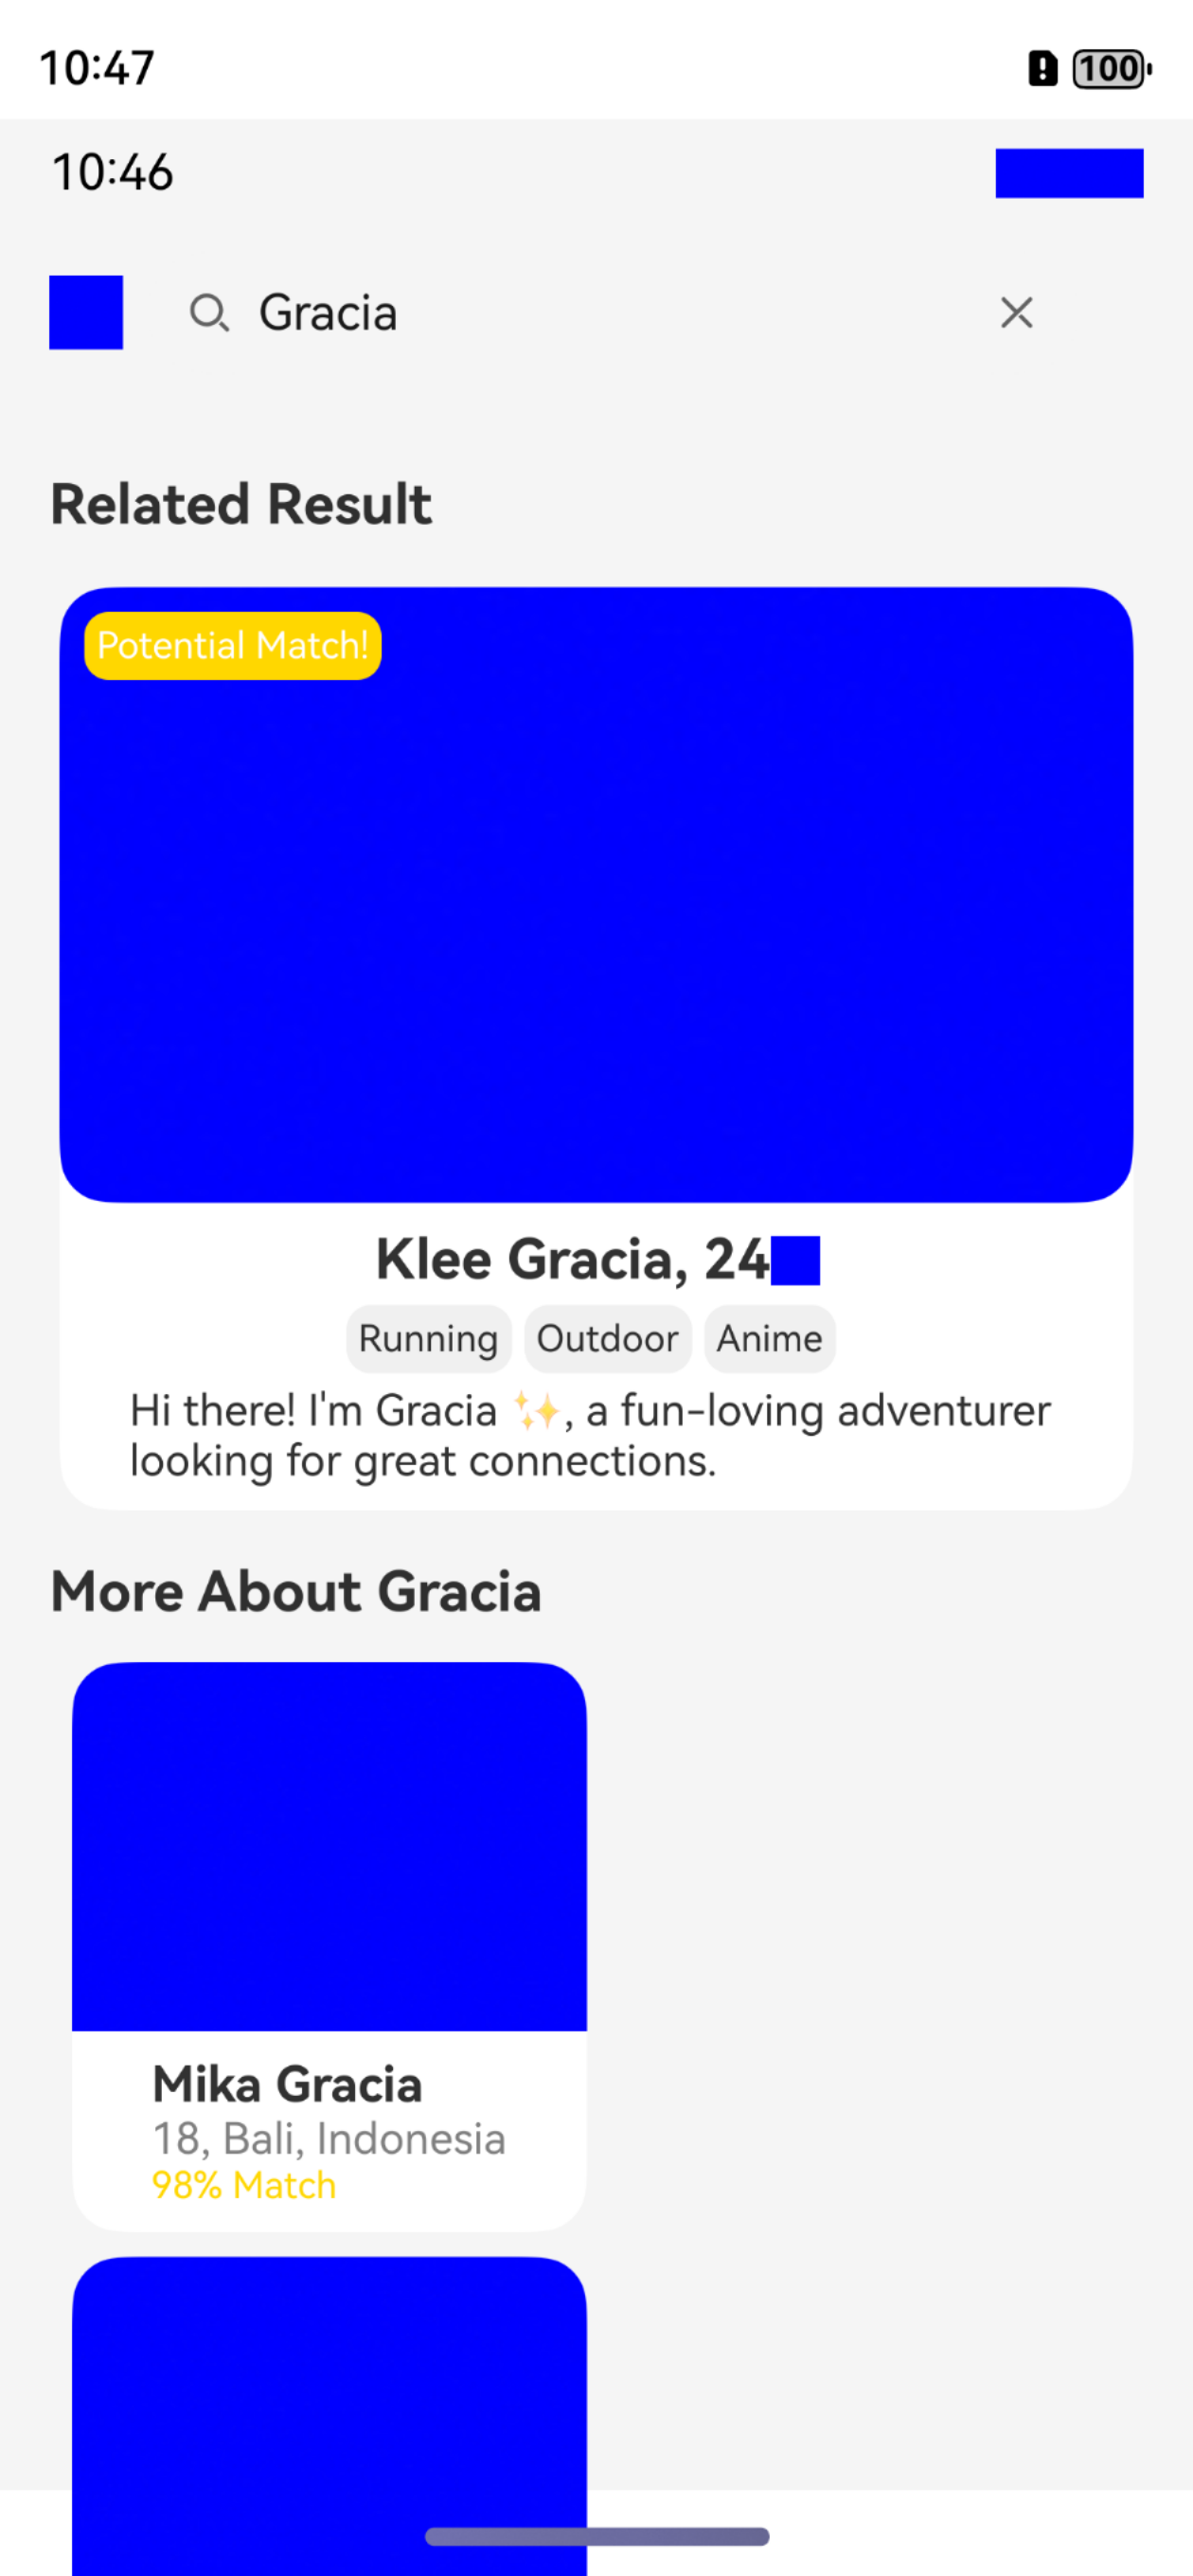 10:47
100
10:46
Gracia
Related Result
Potential Match!
Klee Gracia, 24
Running Outdoor Anime
Hi there! I'm Gracia ✨, a fun-loving adventurer
looking for great connections.
More About Gracia
Mika Gracia
18, Bali, Indonesia
98% Match